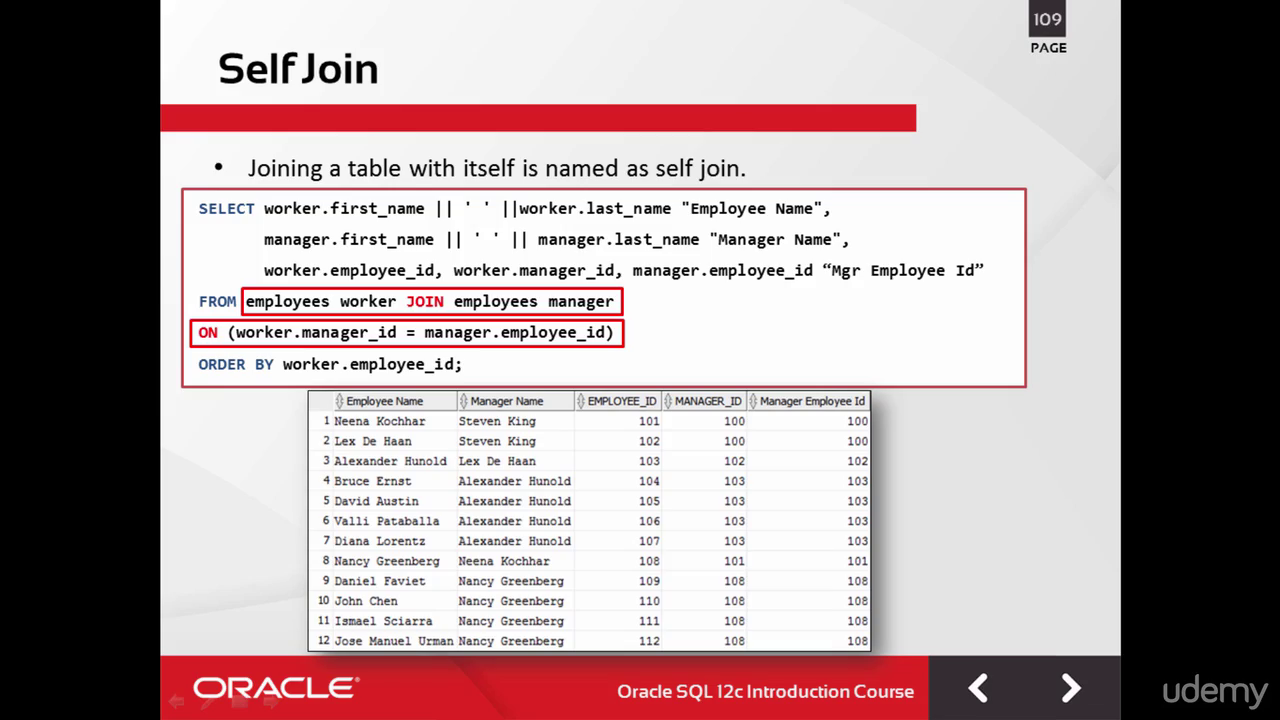 109
PAGE
Self Join
• Joining a table with itself is named as self join.
SELECT worker.first_name || ' ' ||worker.last_name "Employee Name",
manager.first_name || ' ' || manager.last_name "Manager Name",
worker.employee_id, worker.manager_id, manager.employee_id “Mgr Employee Id”
FROM employees worker JOIN employees manager
ON (worker.manager_id = manager.employee_id)
ORDER BY worker.employee_id;
Employee Name Manager Name EMPLOYEE_ID MANAGER_ID Manager Employee Id
1 Neena Kochhar Steven King 101 100 100
2 Lex De Haan Steven King 102 100 100
3 Alexander Hunold Lex De Haan 103 102 102
4 Bruce Ernst Alexander Hunold 104 103 103
5 David Austin Alexander Hunold 105 103 103
6 Valli Pataballa Alexander Hunold 106 103 103
7 Diana Lorentz Alexander Hunold 107 103 103
8 Nancy Greenberg Neena Kochhar 108 101 101
9 Daniel Faviet Nancy Greenberg 109 108 108
10 John Chen Nancy Greenberg 110 108 108
11 Ismael Sciarra Nancy Greenberg 111 108 108
12 Jose Manuel Urman Nancy Greenberg 112 108 108
ORACLE®
Oracle SQL 12c Introduction Course
udemy